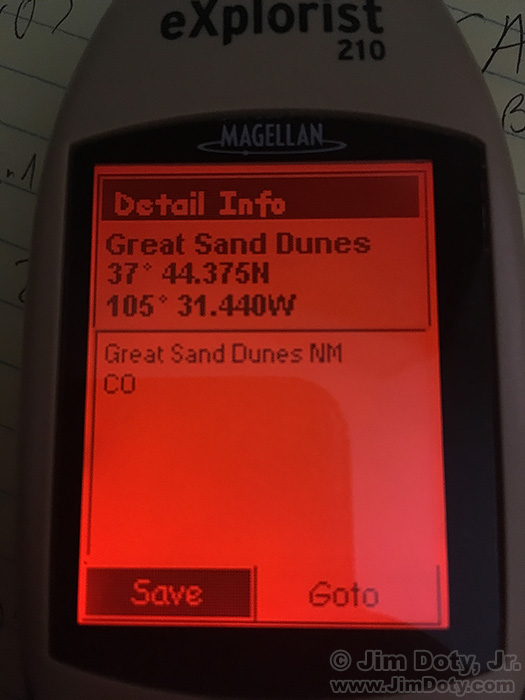 eXplorist
210
MAGELLAN
Detail Info
Great Sand Dunes
37° 44.375N
105° 31.440W
Great Sand Dunes NM
CO
Save
Goto
© Jim Doty, Jr.
www.JimDoty.com